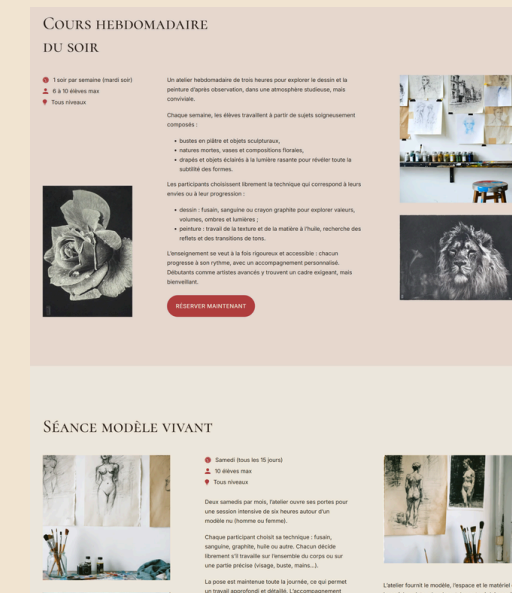 Cours hebdomadaire
du soir
1 soir par semaine (mardi soir)
6 à 10 élèves max
Tous niveaux
Un atelier hebdomadaire de trois heures pour explorer le dessin et la
peinture d'après observation, dans une atmosphère studieuse, mais
conviviale.
Chaque semaine, les élèves travaillent à partir de sujets soigneusement
composés :
• bustes en plâtre et objets sculpturaux,
• natures mortes, vases et compositions florales,
• drapés et objets éclairés à la lumière rasante pour révéler toute la
subtilité des formes.
Les participants choisissent librement la technique qui correspond à leurs
envies ou à leur progression :
• dessin : fusain, sanguine ou crayon graphite pour explorer valeurs,
volumes, ombres et lumières ;
• peinture : travail de la texture et de la matière à l'huile, recherche des
reflets et des transitions de tons.
L'enseignement se veut à la fois rigoureux et accessible : chacun
progresse à son rythme, avec un accompagnement personnalisé.
Débutants comme artistes avancés y trouvent un cadre exigeant, mais
bienveillant.
RÉSERVER MAINTENANT
Séance modèle vivant
Samedi (tous les 15 jours)
10 élèves max
Tous niveaux
Deux samedis par mois, l'atelier ouvre ses portes pour
une session intensive de six heures autour d'un
modèle nu (homme ou femme).
Chaque participant choisit sa technique : fusain,
sanguine, graphite, huile ou autre. Chacun décide
librement s'il travaille sur l'ensemble du corps ou sur
une partie précise (visage, buste, mains…).
La pose est maintenue toute la journée, ce qui permet
un travail approfondi et détaillé. L'accompagnement
L'atelier fournit le modèle, l'espace et le matériel